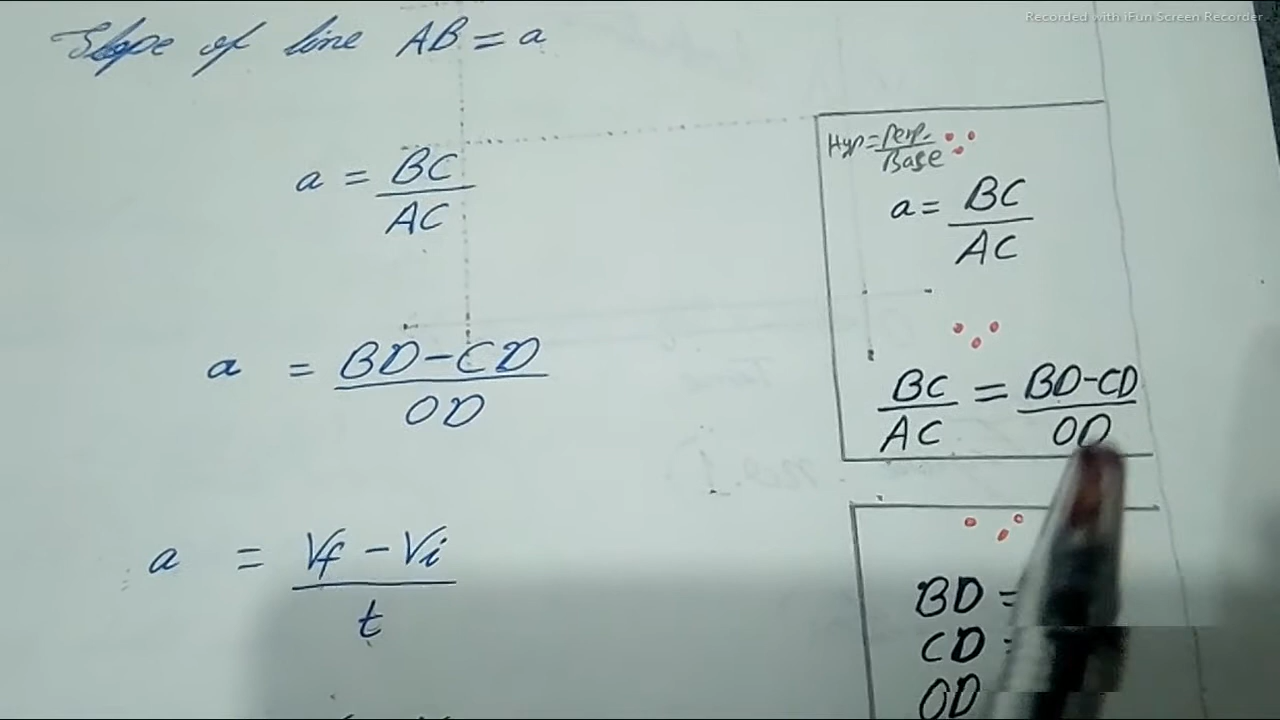 Recorded with iFun Screen Recorder
Slope of line AB = a
a = BC
AC
a = BD-CD
OD
a = Vf - Vi
t
Hyp = Perp.
Base
a = BC
AC
BC = BD-CD
AC OD
BD =
CD =
OD